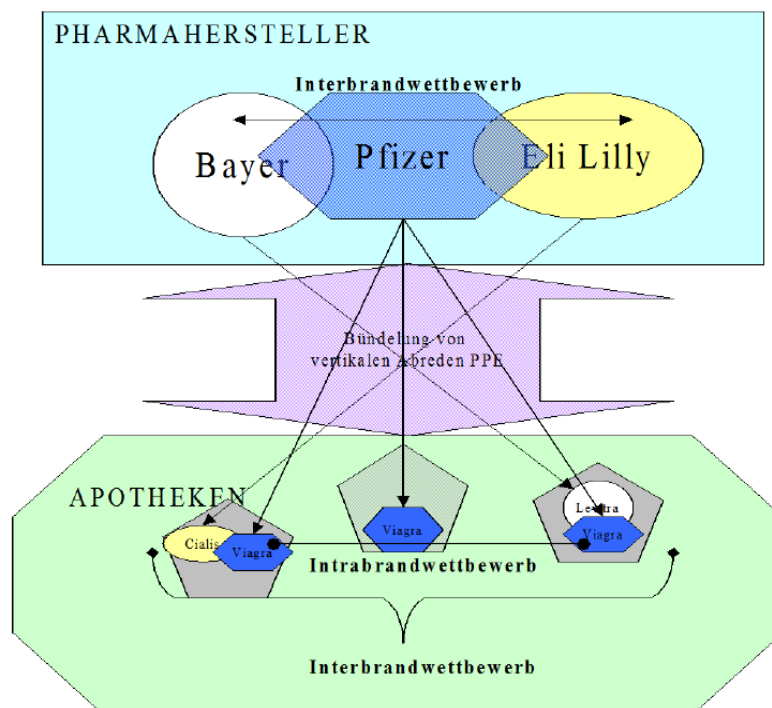 PHARMAHERSTELLER
Interbrandwettbewerb
Bayer
Pfizer
Eli Lilly
Bündelung von
vertikalen Abreden PPE
APOTHEKEN
Cialis
Viagra
Viagra
Levitra
Viagra
Intrabrandwettbewerb
Interbrandwettbewerb